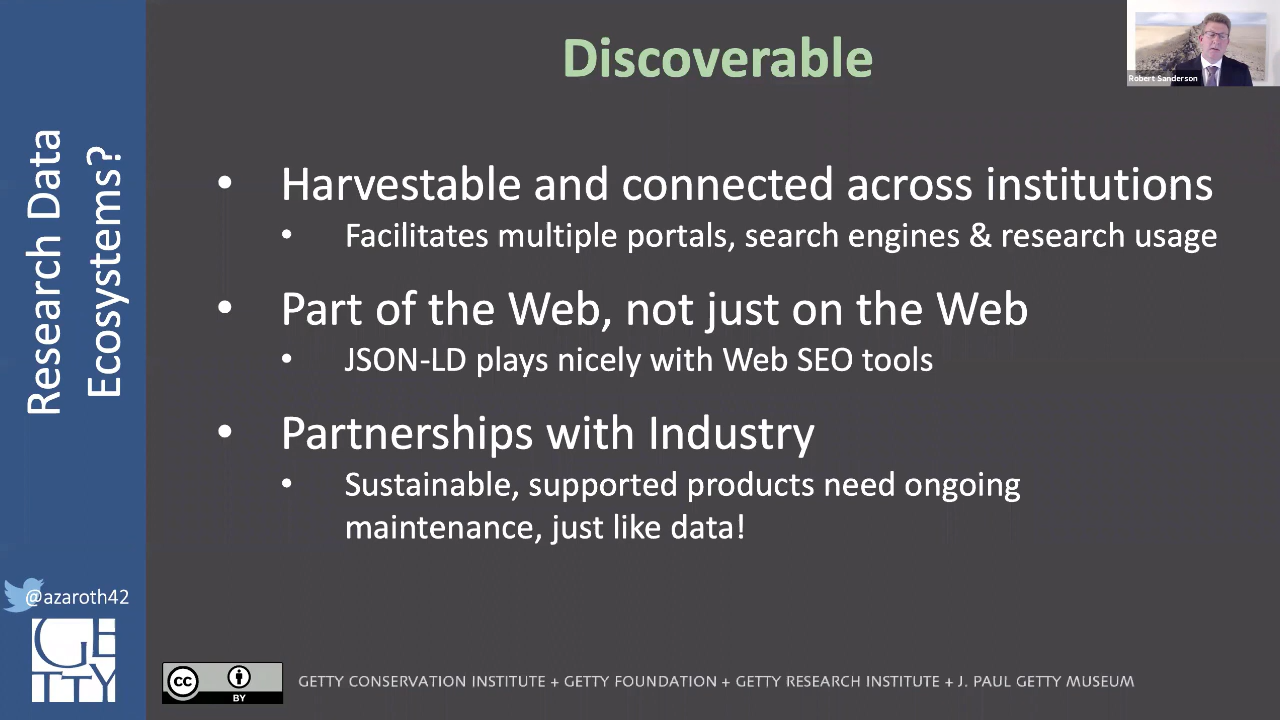 Discoverable
Robert Sanderson
Research Data
Ecosystems?
• Harvestable and connected across institutions
• Facilitates multiple portals, search engines & research usage
• Part of the Web, not just on the Web
• JSON-LD plays nicely with Web SEO tools
• Partnerships with Industry
• Sustainable, supported products need ongoing
maintenance, just like data!
@azaroth42
GE
TTY
cc
BY
GETTY CONSERVATION INSTITUTE + GETTY FOUNDATION + GETTY RESEARCH INSTITUTE + J. PAUL GETTY MUSEUM